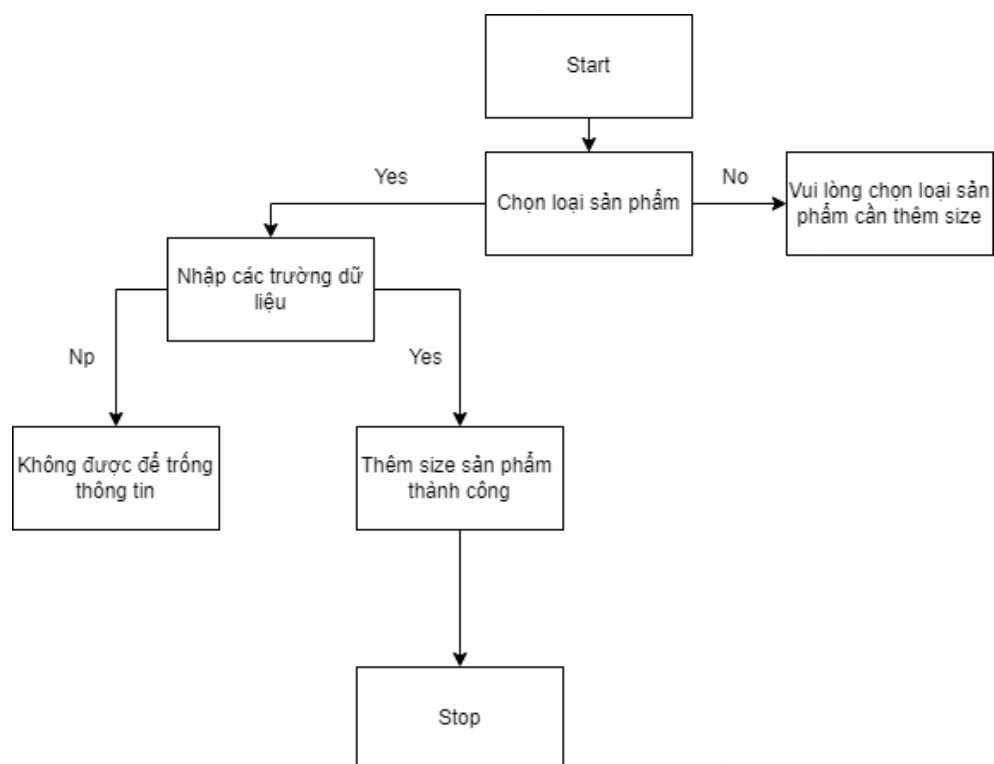 Start
Yes
Chọn loại sản phẩm
No
Vui lòng chọn loại sản
phẩm cần thêm size
Nhập các trường dữ
liệu
Np
Yes
Không được để trống
thông tin
Thêm size sản phẩm
thành công
Stop